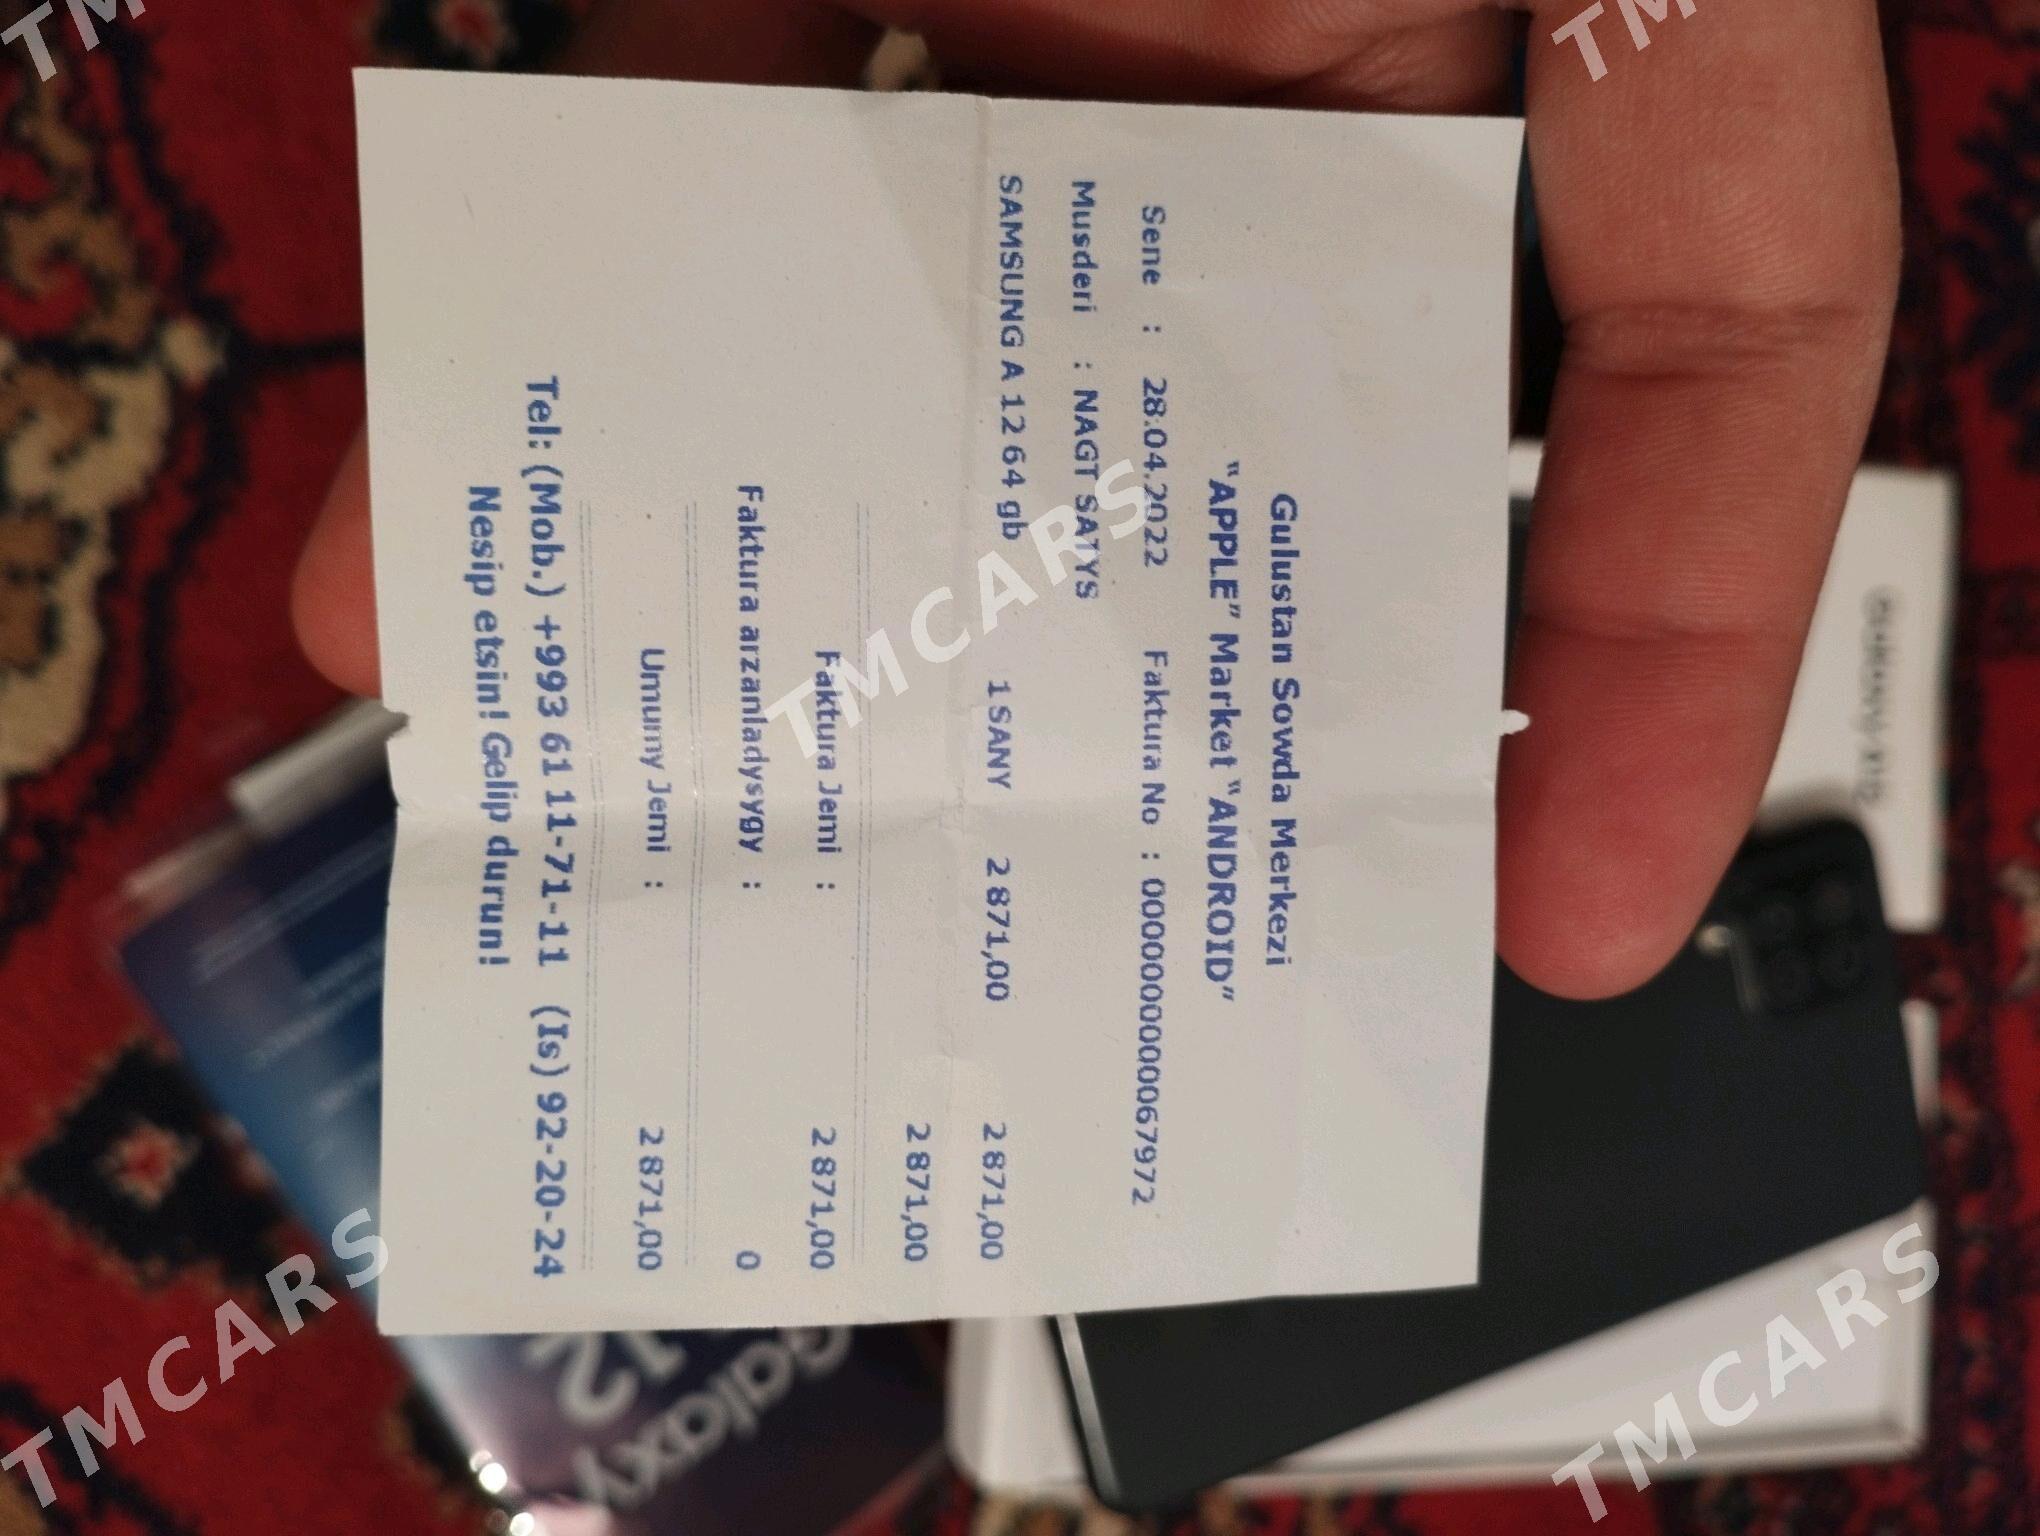 Gulustan Sowda Merkezi
"APPLE" Market "ANDROID"
Sene : 28.04.2022 Faktura No : 0000000000067972
Musderi : NAGT SATYS
SAMSUNG A 12 64 gb 1 SANY 2 871,00 2 871,00
2 871,00
Faktura Jemi : 2 871,00
Faktura arzanladysygy : 0
Umumy Jemi : 2 871,00
Tel: (Mob.) +993 61 11-71-11 (Is) 92-20-24
Nesip etsin! Gelip durun!
Galaxy
A12
TMCARS
TMCARS
TMCARS